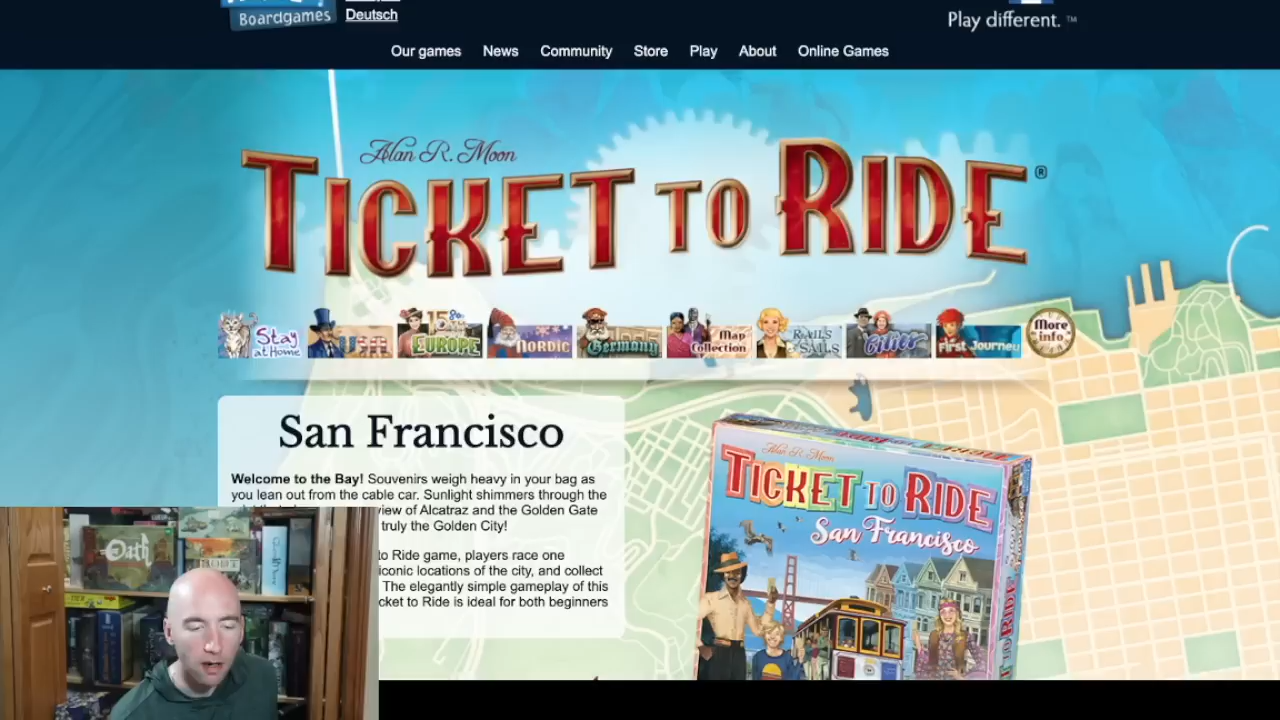 Boardgames
Deutsch
Play different.™
Our games News Community Store Play About Online Games
Alan R. Moon
TICKET TO RIDE®
Stay at Home
USA
15th
EUROPE
NORDIC
Germany
Map Collection
RAILS & SAILS
Cities
First Journey
More info
San Francisco
Welcome to the Bay! Souvenirs weigh heavy in your bag as
you lean out from the cable car. Sunlight shimmers through the
view of Alcatraz and the Golden Gate
truly the Golden City!
to Ride game, players race one
iconic locations of the city, and collect
The elegantly simple gameplay of this
cket to Ride is ideal for both beginners
Alan R. Moon
TICKET TO RIDE
San Francisco
Oath
ROOT